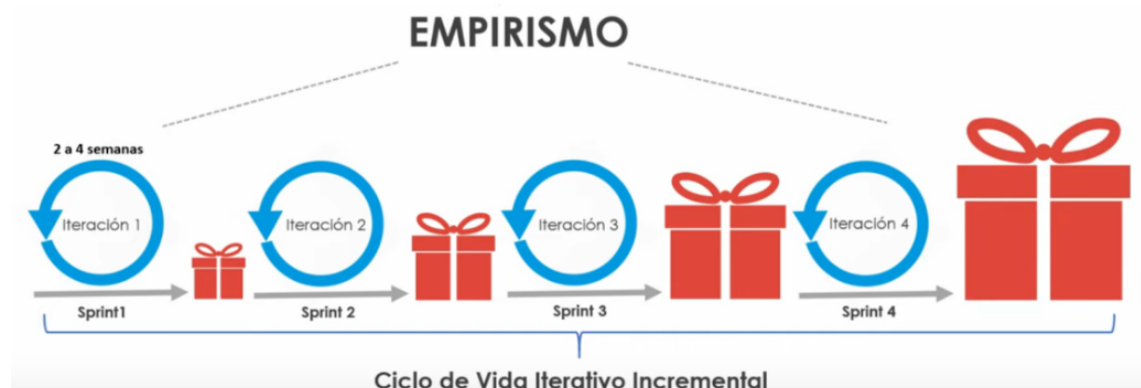 EMPIRISMO
2 a 4 semanas
Iteración 1
Iteración 2
Iteración 3
Iteración 4
Sprint1
Sprint 2
Sprint 3
Sprint 4
Ciclo de Vida Iterativo Incremental